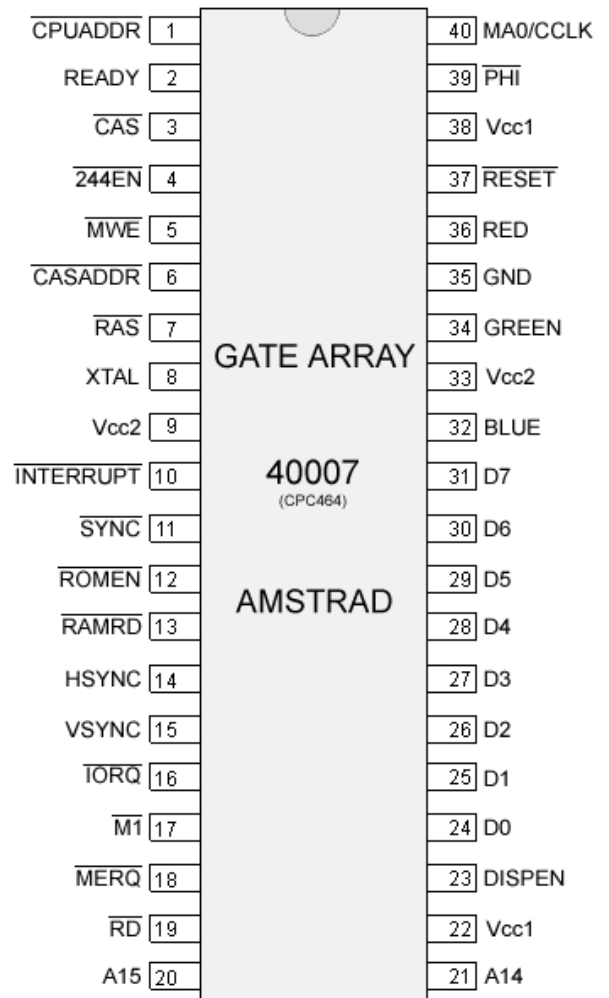 CPUADDR 1 40 MA0/CCLK
READY 2 39 PHI
CAS 3 38 Vcc1
244EN 4 37 RESET
MWE 5 36 RED
CASADDR 6 35 GND
RAS 7 34 GREEN
GATE ARRAY
XTAL 8 33 Vcc2
Vcc2 9 32 BLUE
INTERRUPT 10 40007 31 D7
(CPC464)
SYNC 11 30 D6
ROMEN 12 29 D5
AMSTRAD
RAMRD 13 28 D4
HSYNC 14 27 D3
VSYNC 15 26 D2
IORQ 16 25 D1
M1 17 24 D0
MERQ 18 23 DISPEN
RD 19 22 Vcc1
A15 20 21 A14